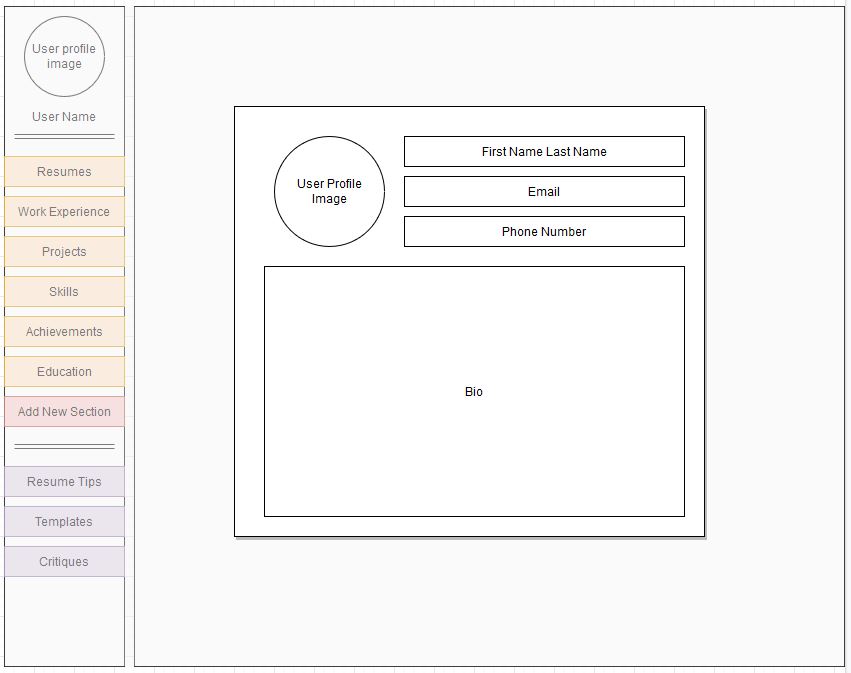 User profile
image
User Name
Resumes
Work Experience
Projects
Skills
Achievements
Education
Add New Section
Resume Tips
Templates
Critiques
User Profile
Image
First Name Last Name
Email
Phone Number
Bio